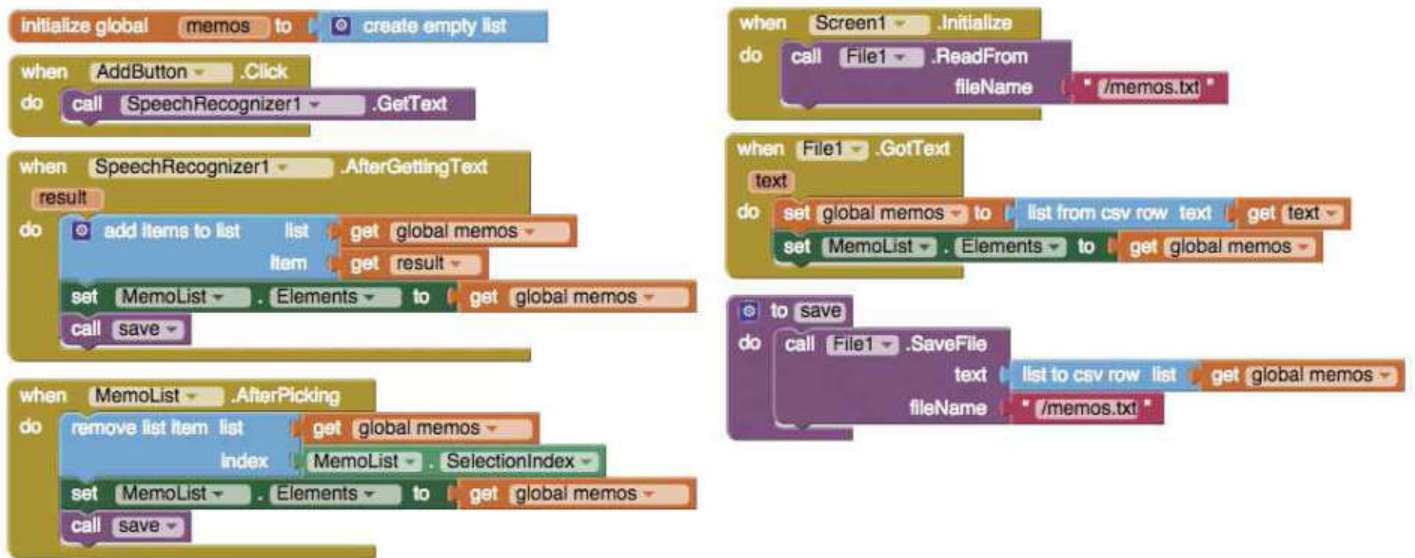 initialize global memos to create empty list
when AddButton .Click
do call SpeechRecognizer1 .GetText
when SpeechRecognizer1 .AfterGettingText
result
do add items to list list get global memos
item get result
set MemoList . Elements to get global memos
call save
when MemoList .AfterPicking
do remove list item list get global memos
index MemoList . SelectionIndex
set MemoList . Elements to get global memos
call save
when Screen1 .Initialize
do call File1 .ReadFrom
fileName " /memos.txt "
when File1 .GotText
text
do set global memos to list from csv row text get text
set MemoList . Elements to get global memos
to save
do call File1 .SaveFile
text list to csv row list get global memos
fileName " /memos.txt "